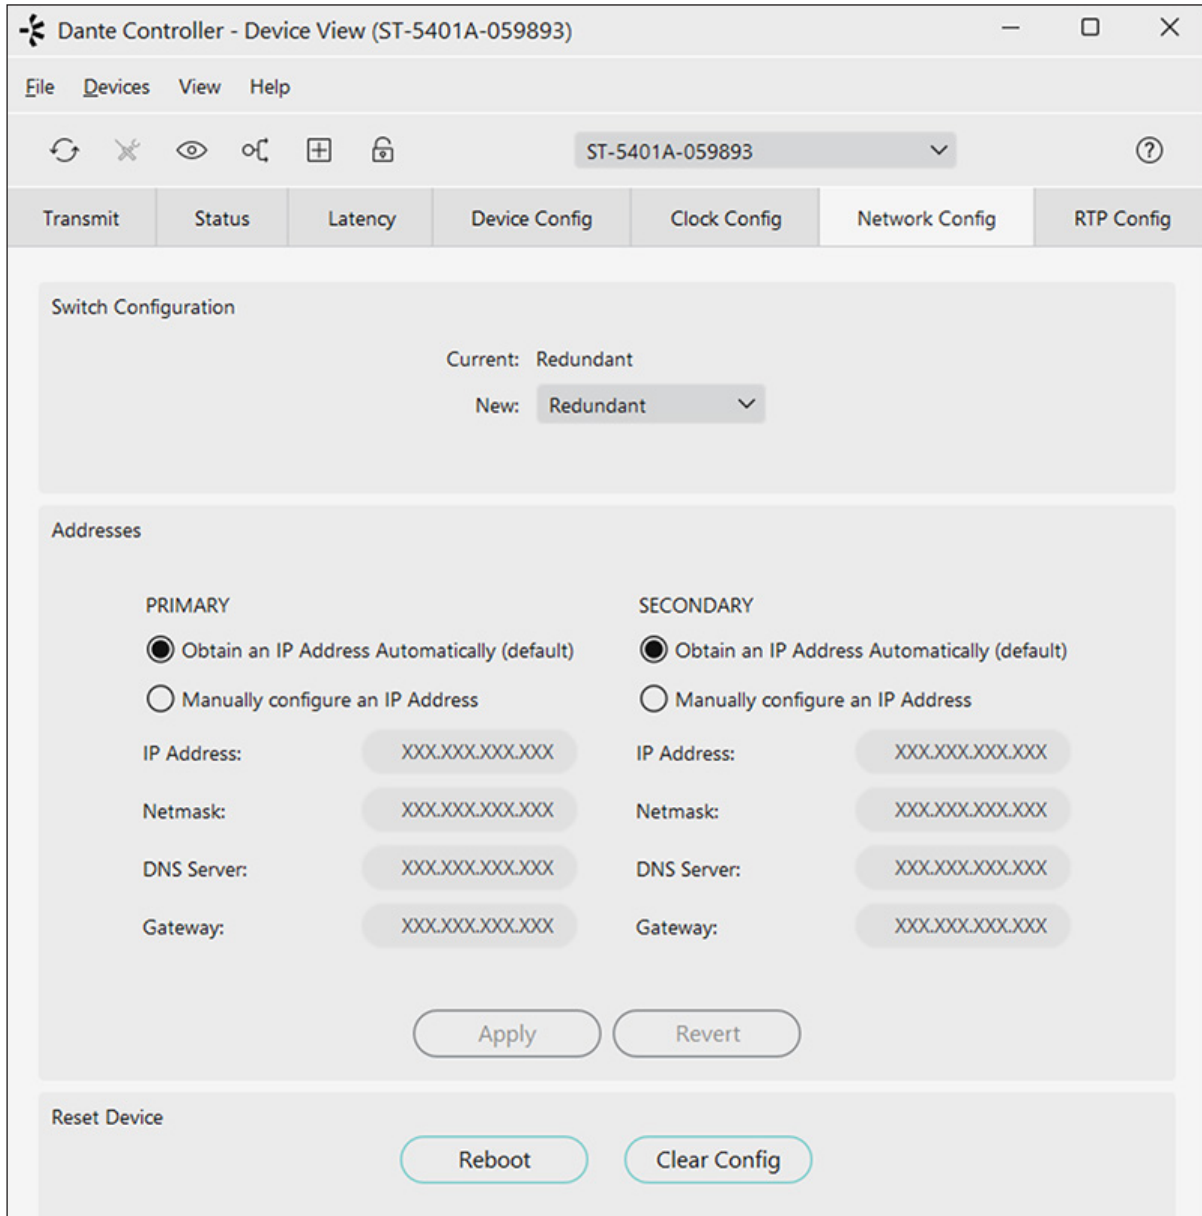 Dante Controller - Device View (ST-5401A-059893)
File Devices View Help
ST-5401A-059893
Transmit Status Latency Device Config Clock Config Network Config RTP Config
Switch Configuration
Current: Redundant
New: Redundant
Addresses
PRIMARY SECONDARY
Obtain an IP Address Automatically (default) Obtain an IP Address Automatically (default)
Manually configure an IP Address Manually configure an IP Address
IP Address: XXX.XXX.XXX.XXX IP Address: XXX.XXX.XXX.XXX
Netmask: XXX.XXX.XXX.XXX Netmask: XXX.XXX.XXX.XXX
DNS Server: XXX.XXX.XXX.XXX DNS Server: XXX.XXX.XXX.XXX
Gateway: XXX.XXX.XXX.XXX Gateway: XXX.XXX.XXX.XXX
Apply Revert
Reset Device
Reboot Clear Config